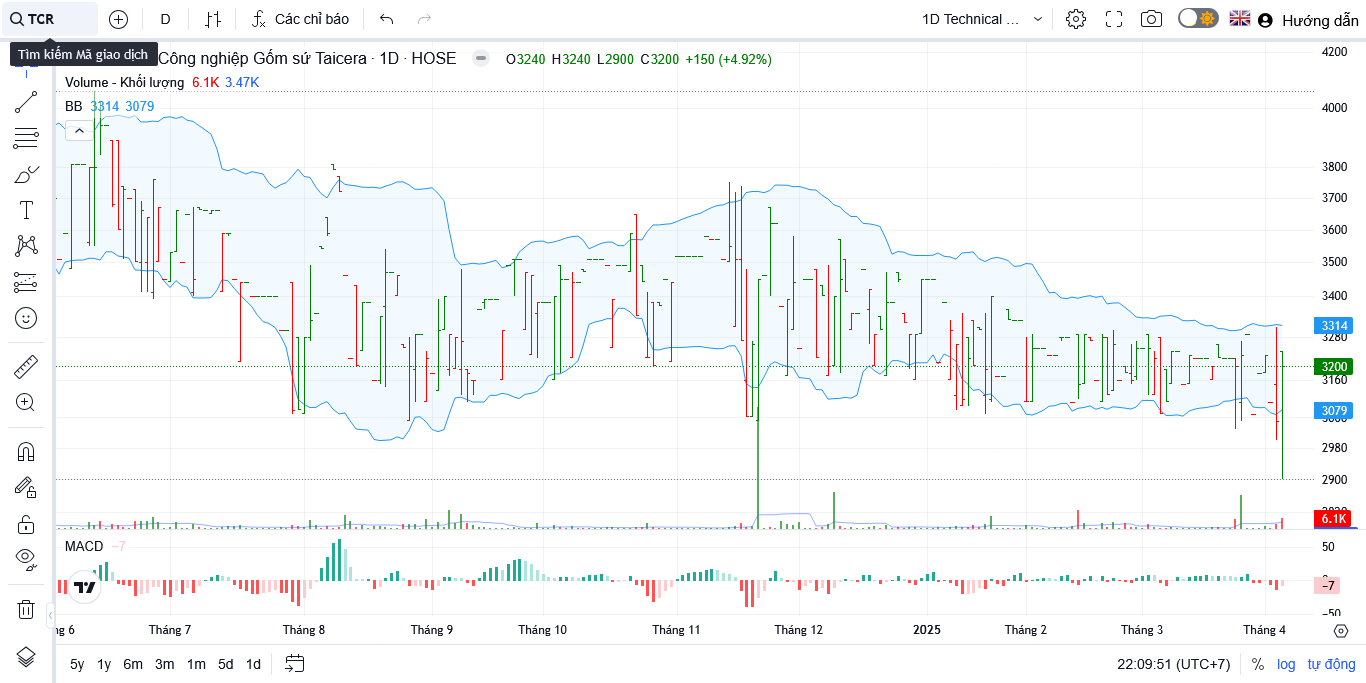 TCR
D
Các chỉ báo
1D Technical ...
Hướng dẫn
Tìm kiếm Mã giao dịch
Công nghiệp Gốm sứ Taicera · 1D · HOSE
O3240 H3240 L2900 C3200 +150 (+4.92%)
Volume - Khối lượng 6.1K 3.47K
BB 3314 3079
4200
4000
3800
3700
3600
3500
3400
3314
3280
3200
3160
3079
2980
2900
6.1K
MACD −7
50
−7
−50
ng 6
Tháng 7
Tháng 8
Tháng 9
Tháng 10
Tháng 11
Tháng 12
2025
Tháng 2
Tháng 3
Tháng 4
5y 1y 6m 3m 1m 5d 1d
22:09:51 (UTC+7)
% log tự động